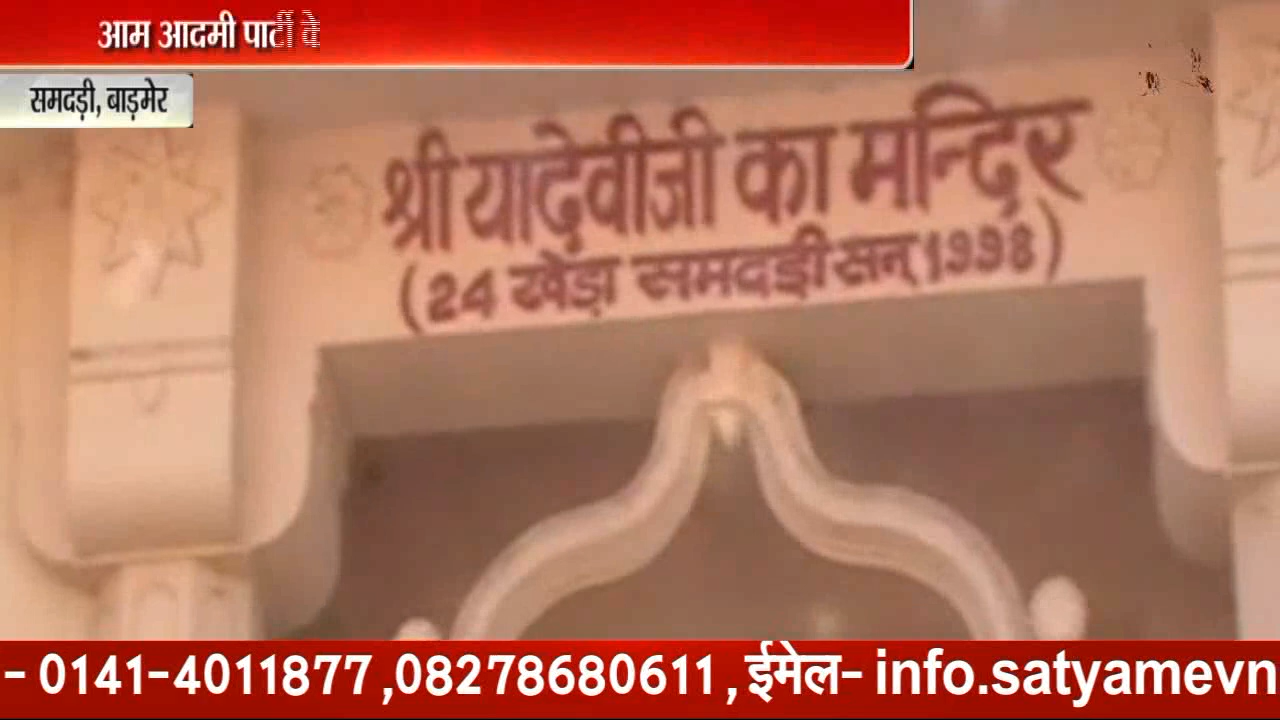 आम आदमी पार्टी के
समदड़ी, बाड़मेर
श्री यादेवीजी का मन्दिर
(24 खेड़ा समदड़ी सन् 1998)
- 0141-4011877 ,08278680611 , ईमेल- info.satyamevn